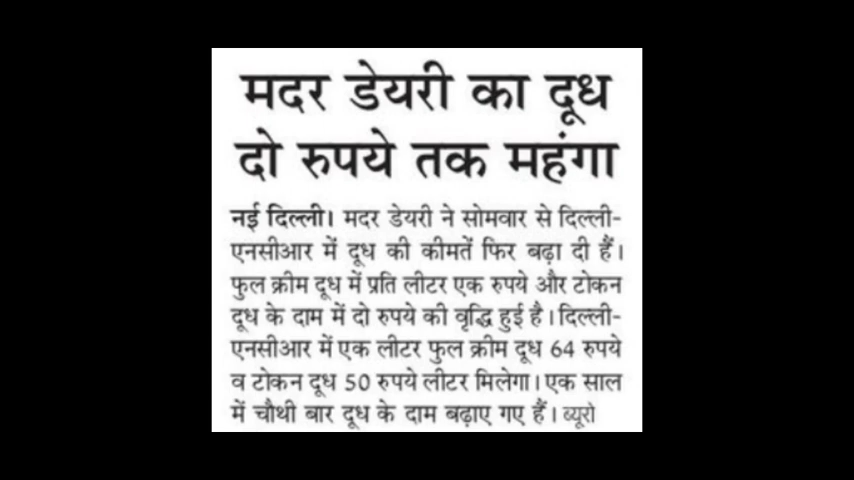 मदर डेयरी का दूध
दो रुपये तक महंगा
नई दिल्ली। मदर डेयरी ने सोमवार से दिल्ली-
एनसीआर में दूध की कीमतें फिर बढ़ा दी हैं।
फुल क्रीम दूध में प्रति लीटर एक रुपये और टोकन
दूध के दाम में दो रुपये की वृद्धि हुई है। दिल्ली-
एनसीआर में एक लीटर फुल क्रीम दूध 64 रुपये
व टोकन दूध 50 रुपये लीटर मिलेगा। एक साल
में चौथी बार दूध के दाम बढ़ाए गए हैं। ब्यूरो